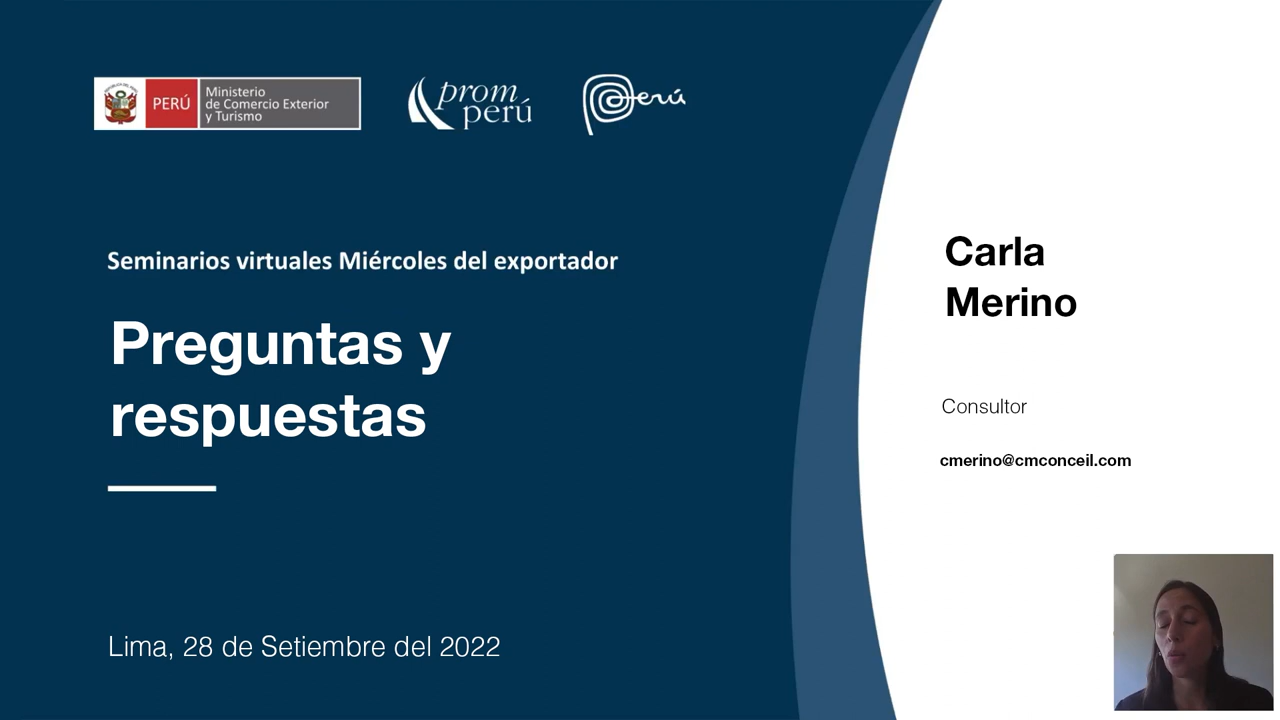 PERÚ
Ministerio
de Comercio Exterior
y Turismo
prom
perú
Perú
Seminarios virtuales Miércoles del exportador
Preguntas y
respuestas
Lima, 28 de Setiembre del 2022
Carla
Merino
Consultor
cmerino@cmconceil.com